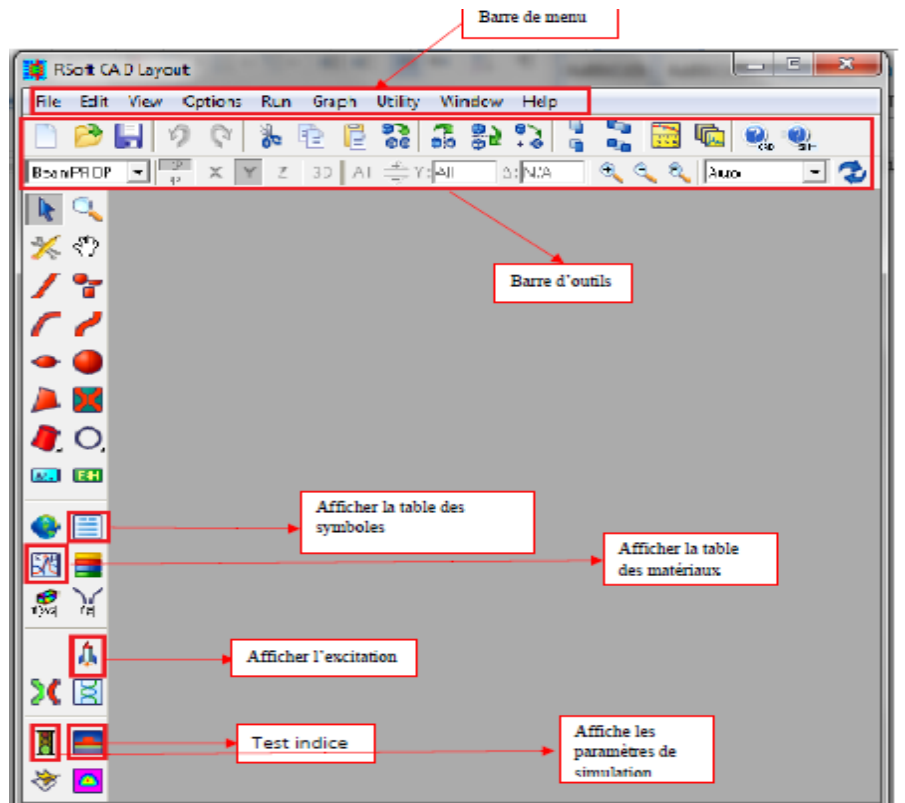 Barre de menu
RSoft CAD Layout
File Edit View Options Run Graph Utility Window Help
BeamPROP X Y Z 3D All Y: All Δ: N/A Auto
Barre d'outils
Afficher la table des
symboles
Afficher la table
des matériaux
Afficher l'excitation
Test indice
Affiche les
paramètres de
simulation